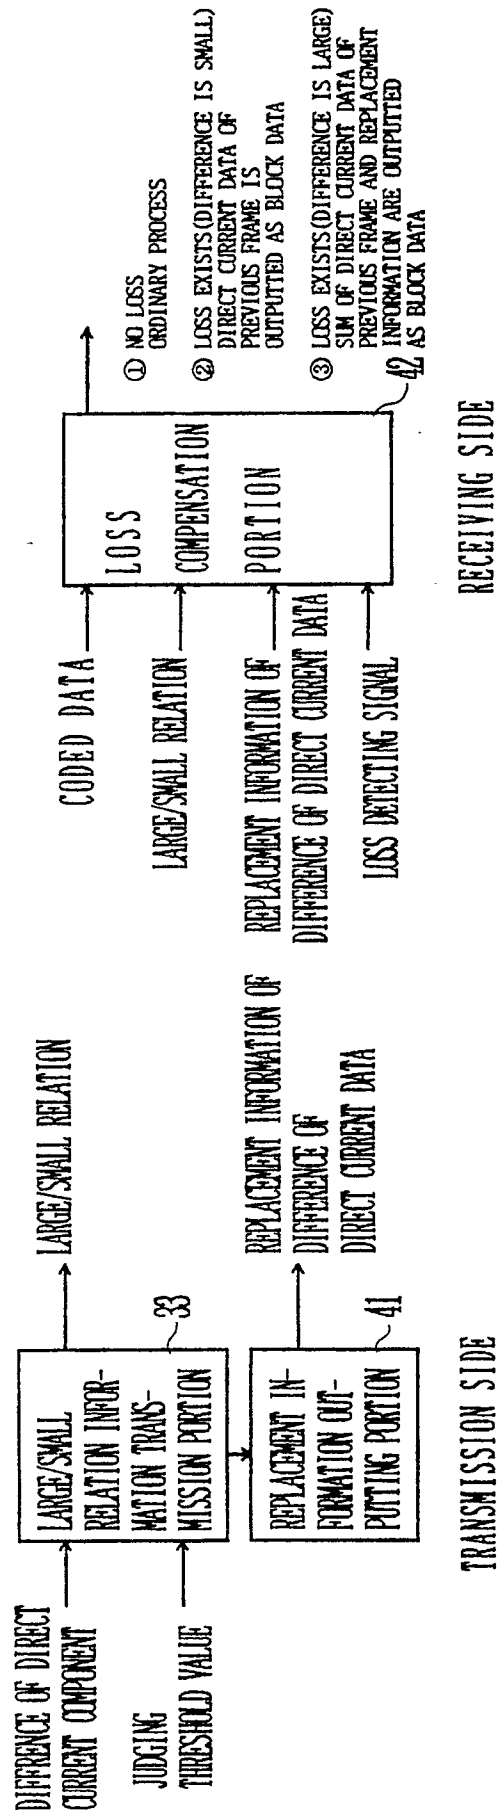 DIFFRENCE OF DIRECT
CURRENT COMPONENT
JUDGING
THRESHOLD VALUE
LARGE/SMALL
RELATION INFOR-
MATION TRANS-
MISSION PORTION
33
LARGE/SMALL RELATION
REPLACEMENT IN-
FORMATION OUT-
PUTTING PORTION
41
REPLACEMENT INFORMATION OF
DIFFERENCE OF
DIRECT CURRENT DATA
TRANSMISSION SIDE
CODED DATA
LARGE/SMALL RELATION
REPLACEMENT INFORMATION OF
DIFFERENCE OF DIRECT CURRENT DATA
LOSS DETECTING SIGNAL
LOSS
COMPENSATION
PORTION
42
① NO LOSS
ORDINARY PROCESS
② LOSS EXISTS(DIFFERENCE IS SMALL)
DIRECT CURRENT DATA OF
PREVIOUS FRAME IS
OUTPUTTED AS BLOCK DATA
③ LOSS EXISTS(DIFFERENCE IS LARGE)
SUM OF DIRECT CURRENT DATA OF
PREVIOUS FRAME AND REPLACEMENT
INFORMATION ARE OUTPUTTED
AS BLOCK DATA
RECEIVING SIDE